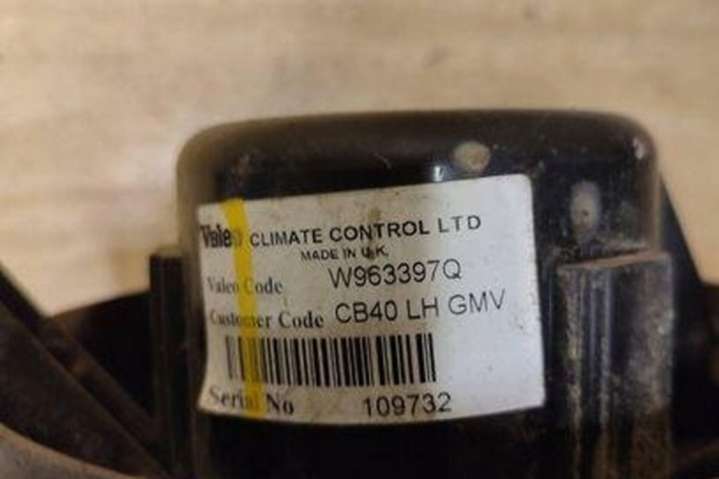 Valeo CLIMATE CONTROL LTD
MADE IN U.K.
Valeo Code W963397Q
Customer Code CB40 LH GMV
Serial No 109732